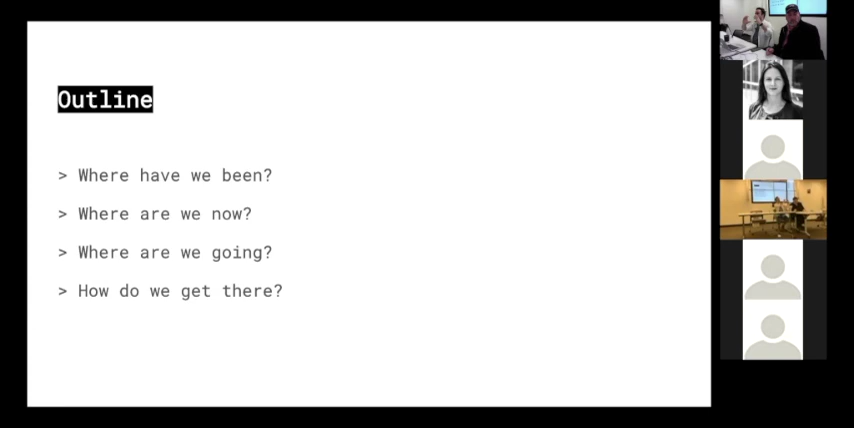 Outline
> Where have we been?
> Where are we now?
> Where are we going?
> How do we get there?